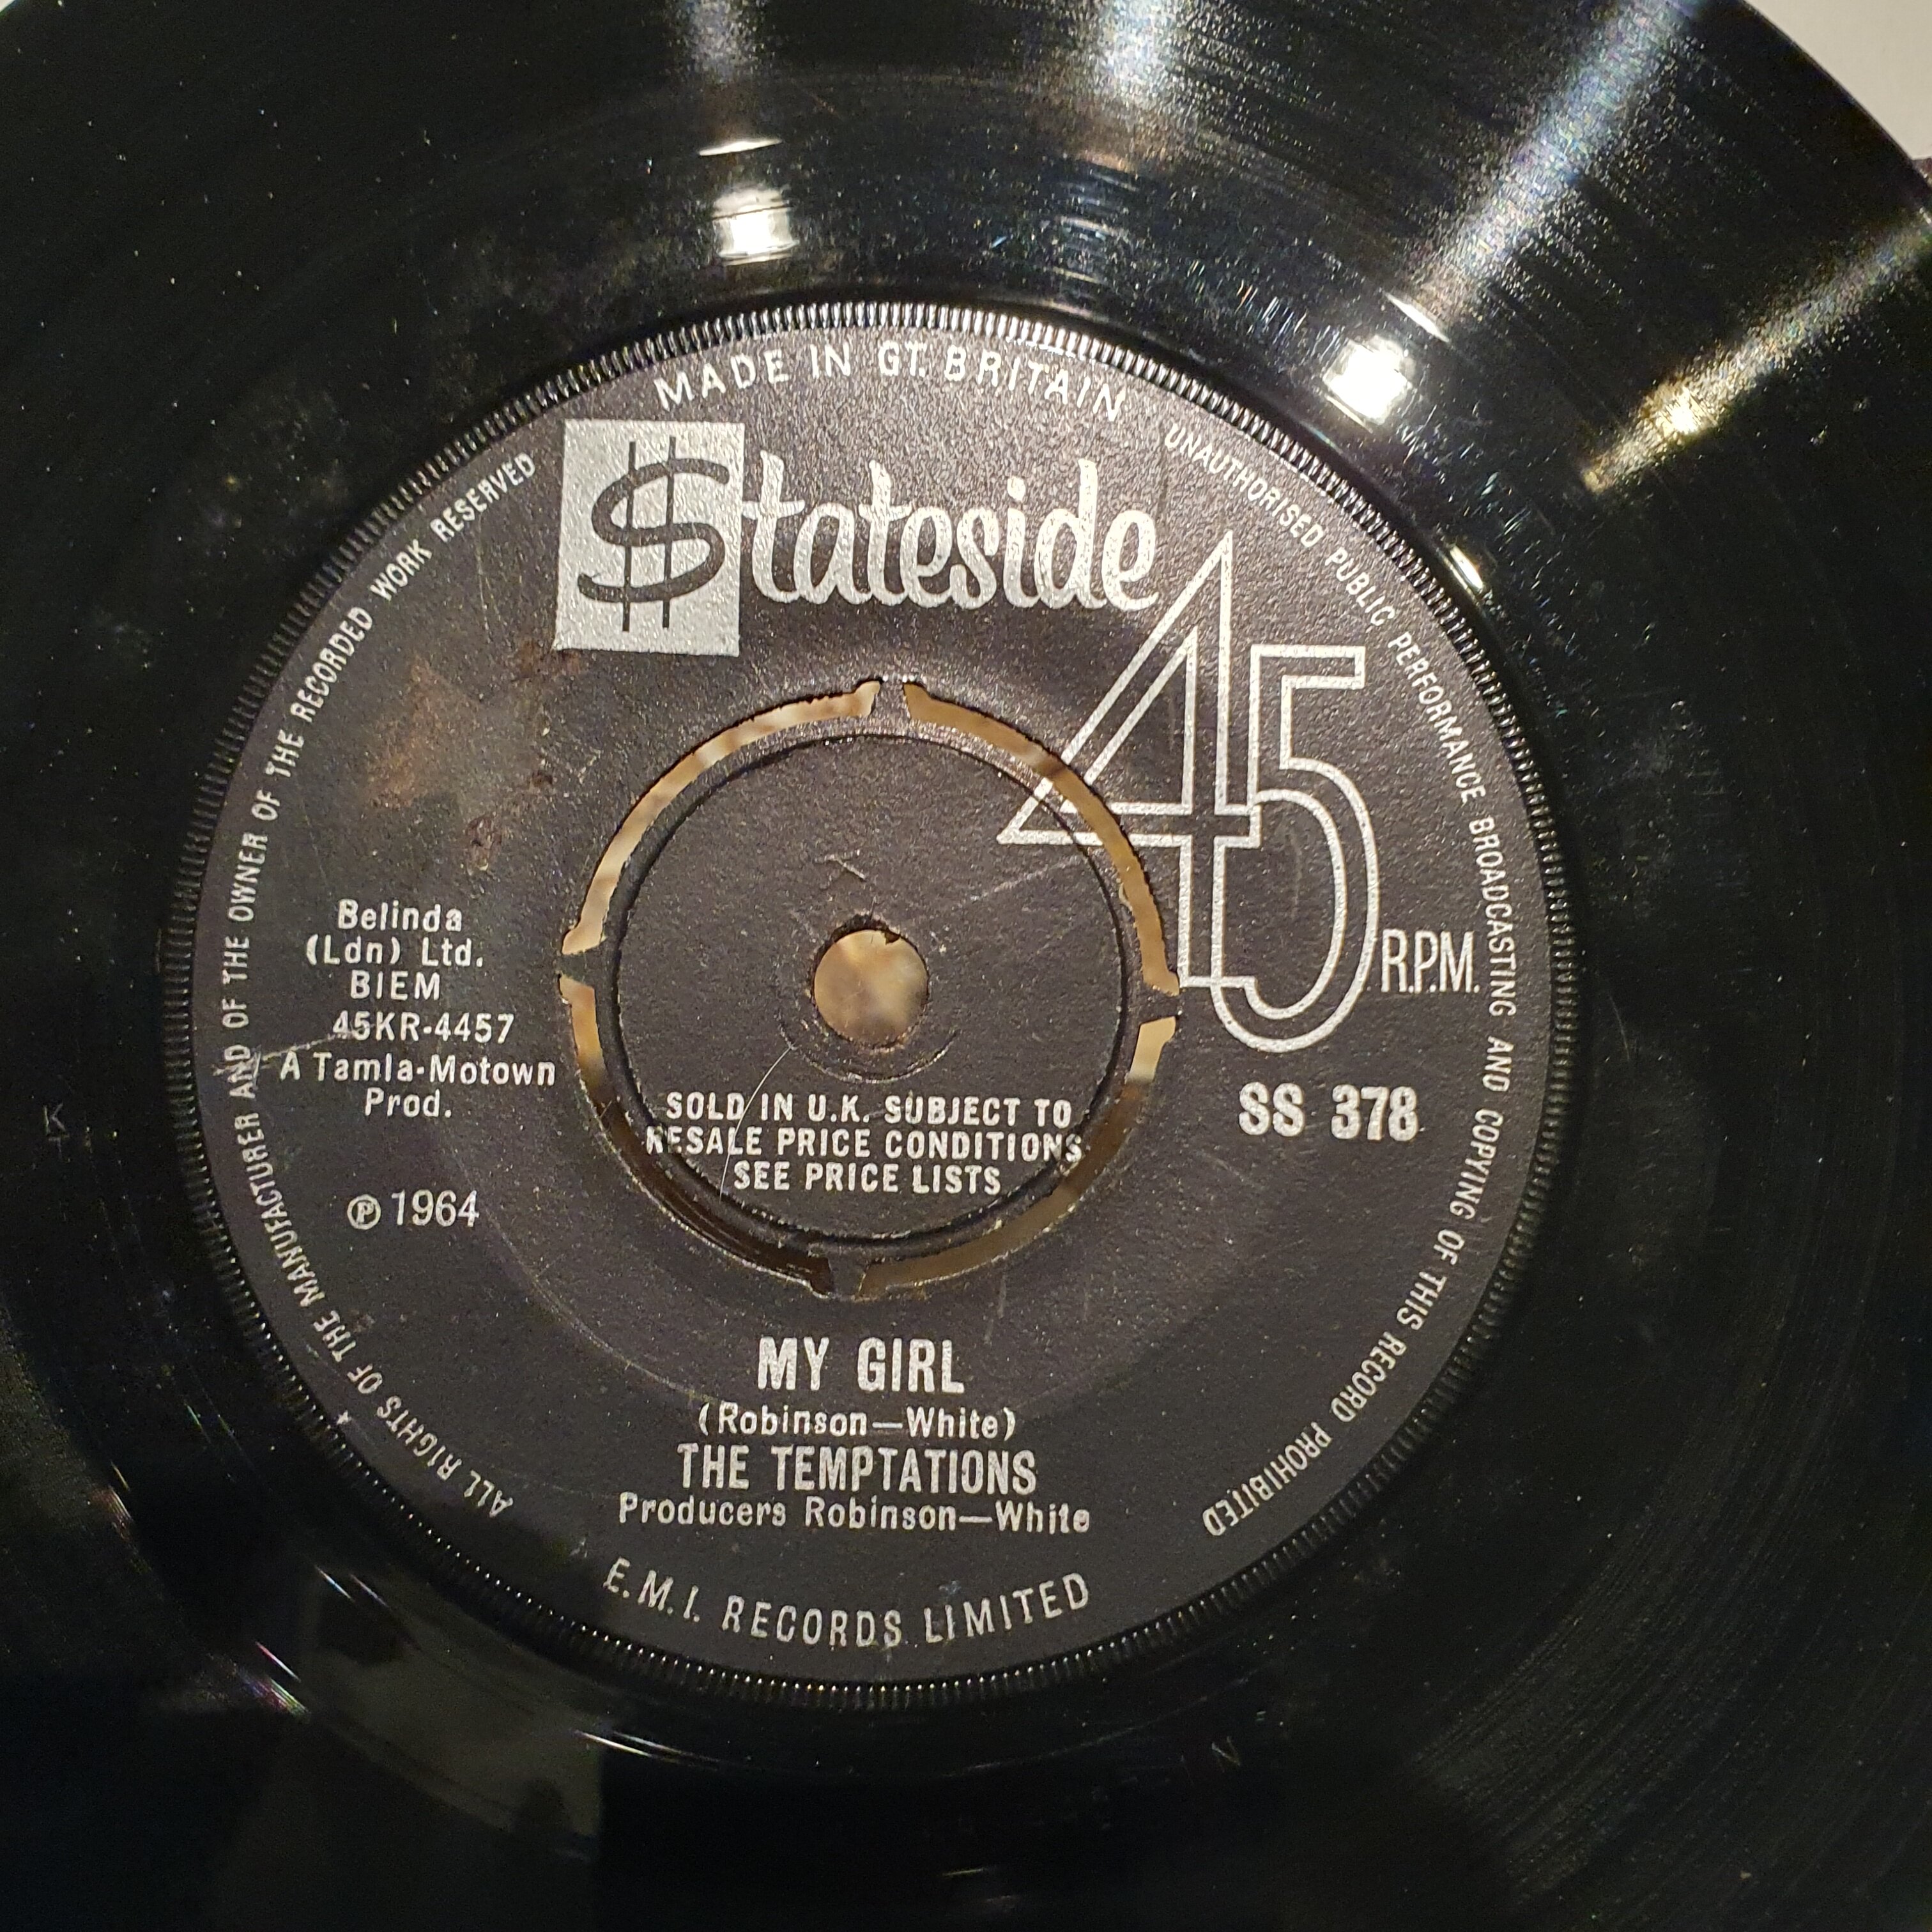 MADE IN GT. BRITAIN
UNAUTHORISED PUBLIC PERFORMANCE BROADCASTING AND COPYING OF THIS RECORD PROHIBITED
ALL RIGHTS OF THE MANUFACTURER AND OF THE OWNER OF THE RECORDED WORK RESERVED
$tateside
45 R.P.M.
Belinda
(Ldn) Ltd.
BIEM
45KR-4457
A Tamla-Motown
Prod.
℗ 1964
SOLD IN U.K. SUBJECT TO
RESALE PRICE CONDITIONS
SEE PRICE LISTS
SS 378
MY GIRL
(Robinson—White)
THE TEMPTATIONS
Producers Robinson—White
E.M.I. RECORDS LIMITED
K
T